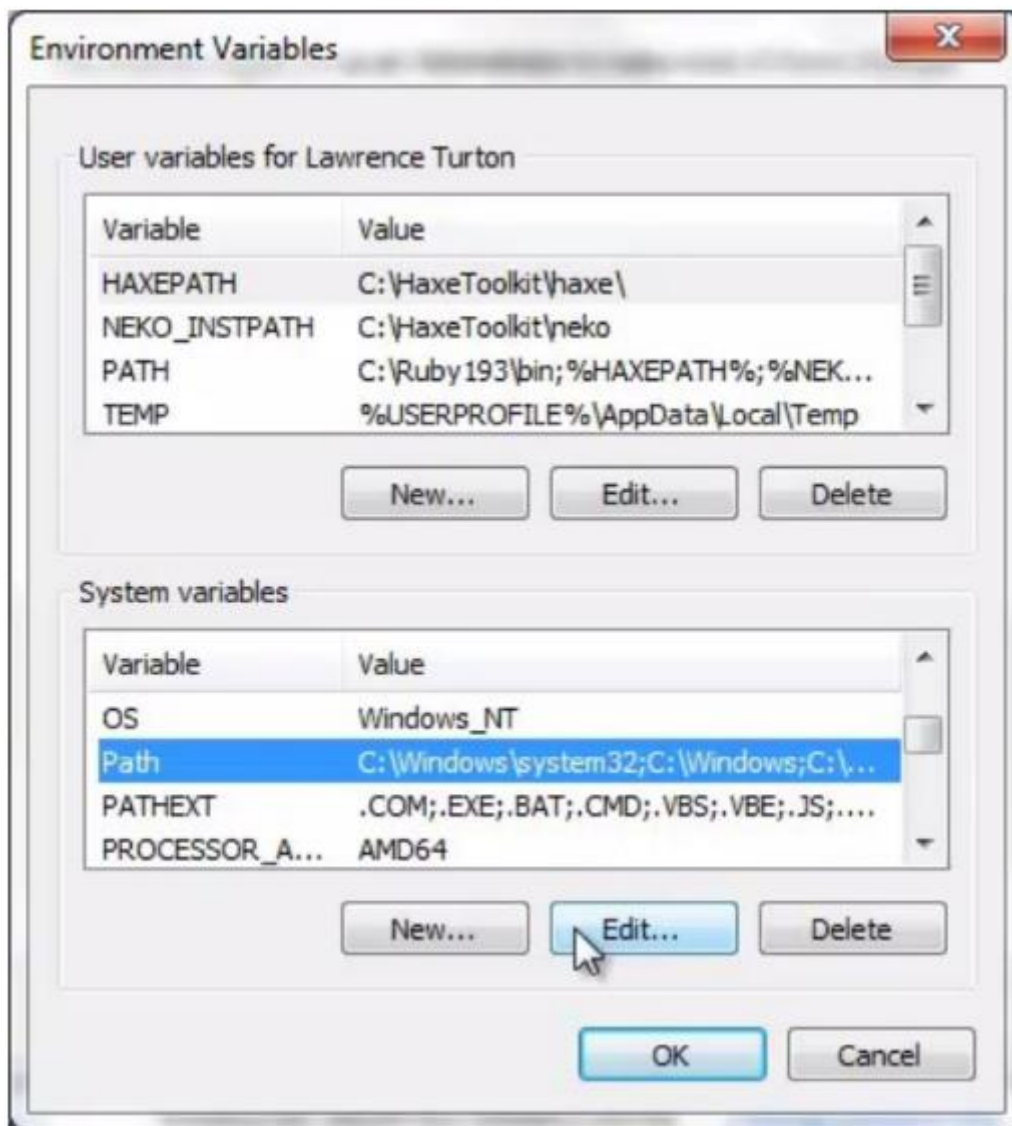 Environment Variables
User variables for Lawrence Turton
Variable Value
HAXEPATH C:\HaxeToolkit\haxe\
NEKO_INSTPATH C:\HaxeToolkit\neko
PATH C:\Ruby193\bin;%HAXEPATH%;%NEK...
TEMP %USERPROFILE%\AppData\Local\Temp
New... Edit... Delete
System variables
Variable Value
OS Windows_NT
Path C:\Windows\system32;C:\Windows;C:\...
PATHEXT .COM;.EXE;.BAT;.CMD;.VBS;.VBE;.JS;....
PROCESSOR_A... AMD64
New... Edit... Delete
OK Cancel